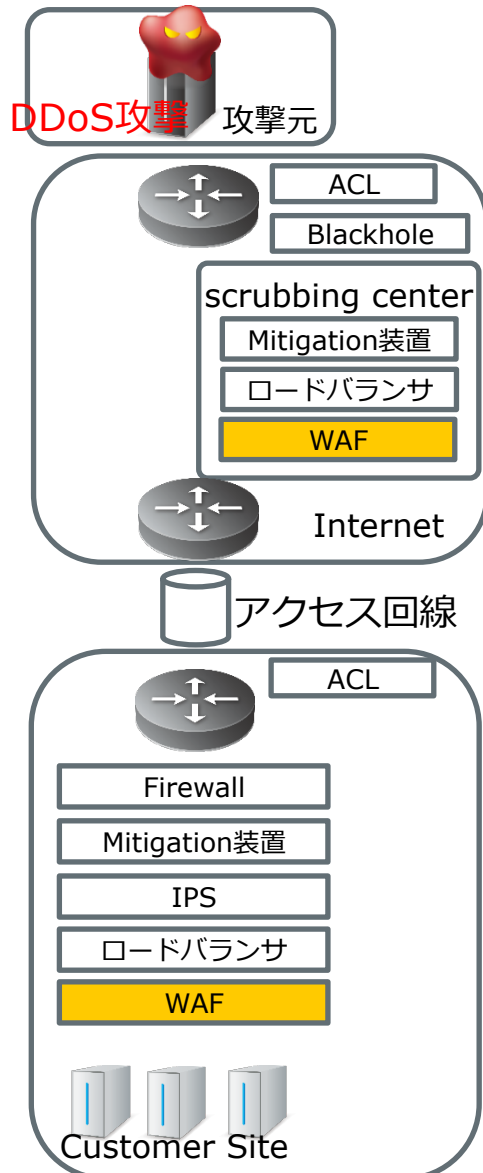 DDoS攻撃 攻撃元
ACL
Blackhole
scrubbing center
Mitigation装置
ロードバランサ
WAF
Internet
アクセス回線
ACL
Firewall
Mitigation装置
IPS
ロードバランサ
WAF
Customer Site